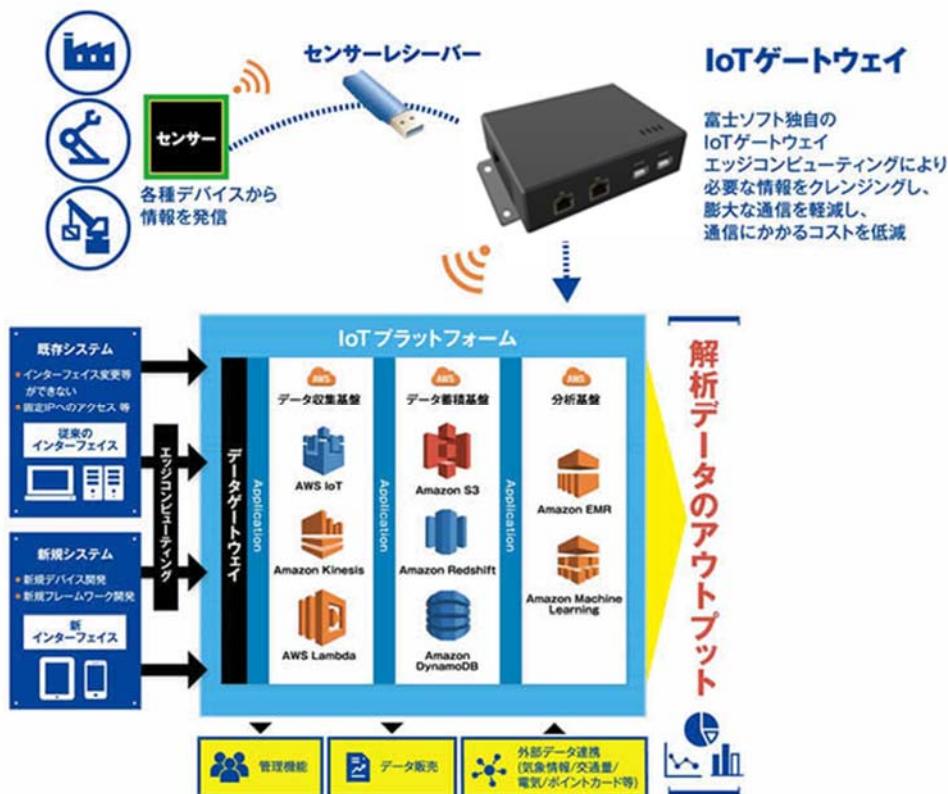 センサーレシーバー
IoTゲートウェイ
センサー
各種デバイスから
情報を発信
富士ソフト独自の
IoTゲートウェイ
エッジコンピューティングにより
必要な情報をクレンジングし、
膨大な通信を軽減し、
通信にかかるコストを低減
IoTプラットフォーム
既存システム
インターフェイス変更等
ができない
固定IPへのアクセス 等
従来の
インターフェイス
新規システム
新規デバイス開発
新規フレームワーク開発
新
インターフェイス
エッジコンピューティング
データゲートウェイ
Application
AWS
データ収集基盤
AWS IoT
Amazon Kinesis
AWS Lambda
Application
AWS
データ蓄積基盤
Amazon S3
Amazon Redshift
Amazon
DynamoDB
Application
AWS
分析基盤
Amazon EMR
Amazon Machine
Learning
解析データのアウトプット
管理機能
データ販売
外部データ連携
(気象情報/交通量/
電気/ポイントカード等)